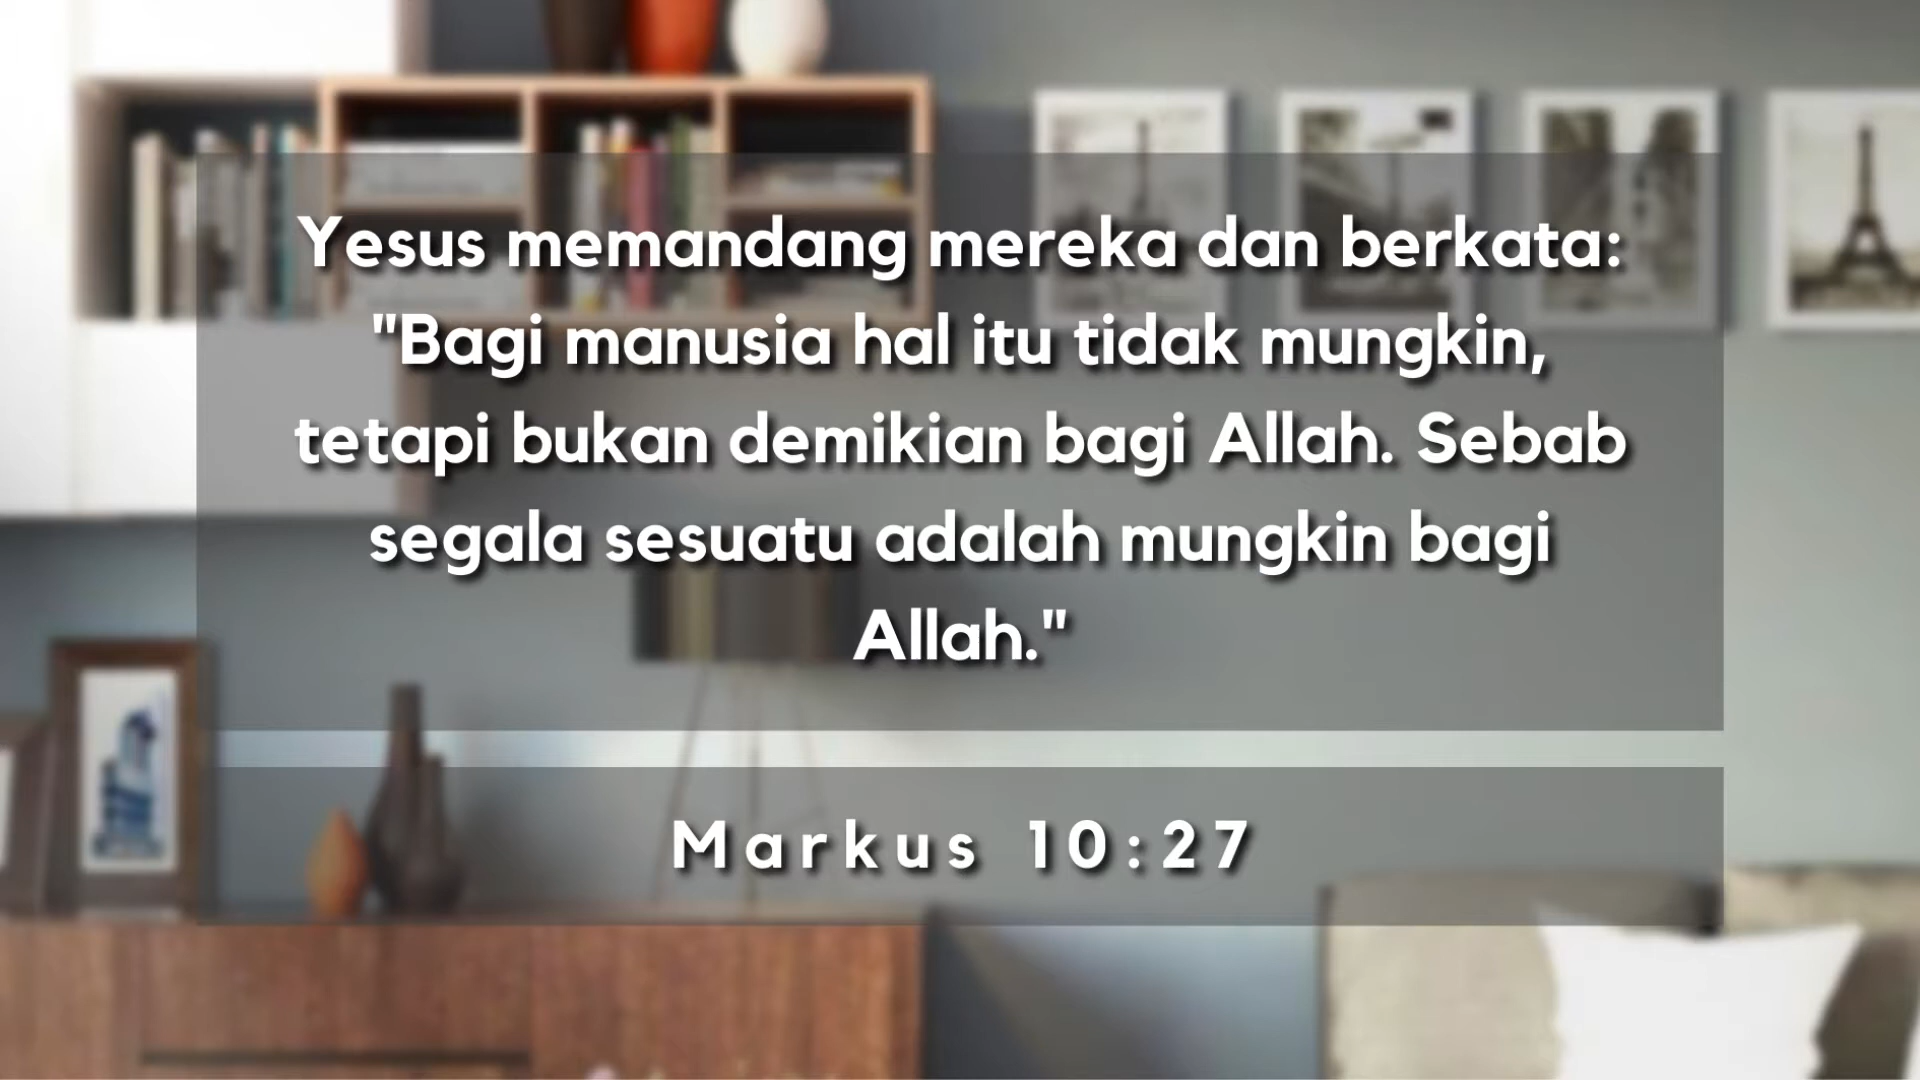 Yesus memandang mereka dan berkata:
"Bagi manusia hal itu tidak mungkin,
tetapi bukan demikian bagi Allah. Sebab
segala sesuatu adalah mungkin bagi
Allah."
Markus 10:27